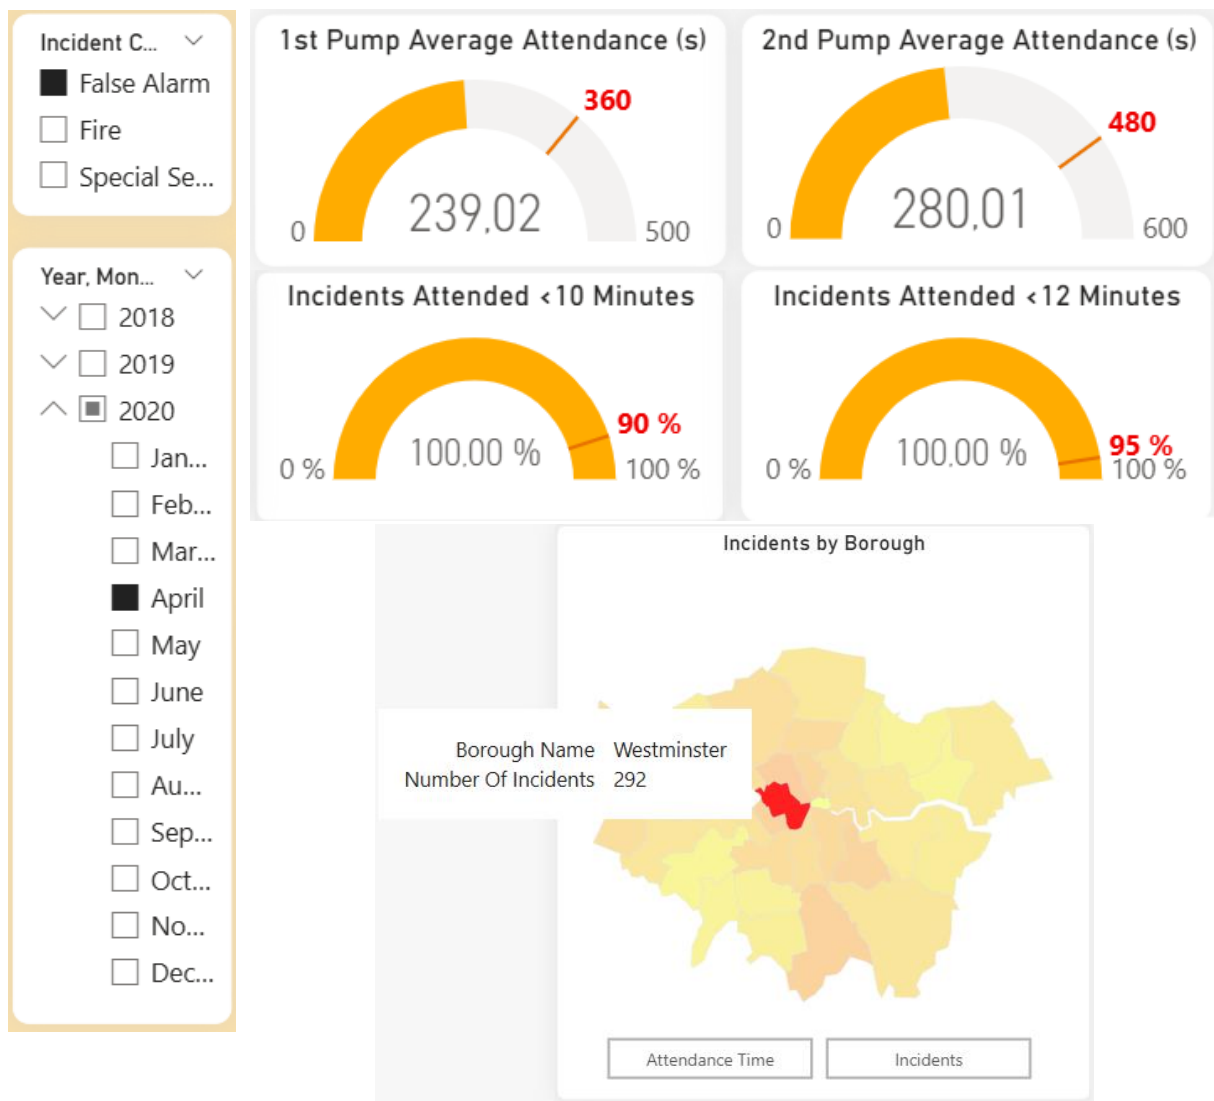 Incident C...
False Alarm
Fire
Special Se...
Year, Mon...
2018
2019
2020
Jan...
Feb...
Mar...
April
May
June
July
Au...
Sep...
Oct...
No...
Dec...
1st Pump Average Attendance (s)
360
239,02
0
500
2nd Pump Average Attendance (s)
480
280,01
0
600
Incidents Attended <10 Minutes
90 %
100,00 %
0 %
100 %
Incidents Attended <12 Minutes
95 %
100,00 %
0 %
100 %
Incidents by Borough
Borough Name Westminster
Number Of Incidents 292
Attendance Time
Incidents